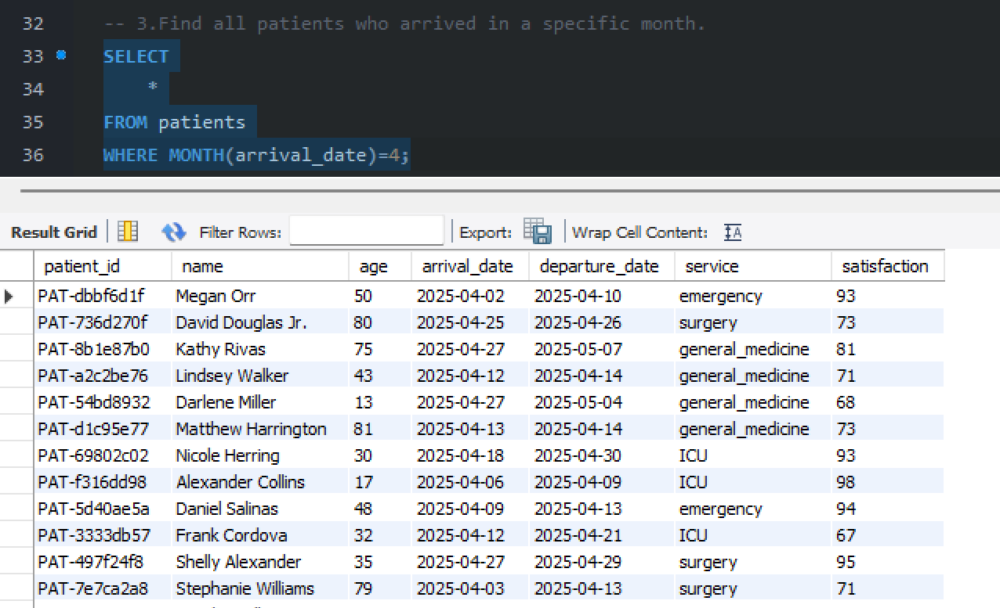 32 -- 3.Find all patients who arrived in a specific month.
33 SELECT
34 *
35 FROM patients
36 WHERE MONTH(arrival_date)=4;
Result Grid Filter Rows: Export: Wrap Cell Content:
patient_id name age arrival_date departure_date service satisfaction
PAT-dbbf6d1f Megan Orr 50 2025-04-02 2025-04-10 emergency 93
PAT-736d270f David Douglas Jr. 80 2025-04-25 2025-04-26 surgery 73
PAT-8b1e87b0 Kathy Rivas 75 2025-04-27 2025-05-07 general_medicine 81
PAT-a2c2be76 Lindsey Walker 43 2025-04-12 2025-04-14 general_medicine 71
PAT-54bd8932 Darlene Miller 13 2025-04-27 2025-05-04 general_medicine 68
PAT-d1c95e77 Matthew Harrington 81 2025-04-13 2025-04-14 general_medicine 73
PAT-69802c02 Nicole Herring 30 2025-04-18 2025-04-30 ICU 93
PAT-f316dd98 Alexander Collins 17 2025-04-06 2025-04-09 ICU 98
PAT-5d40ae5a Daniel Salinas 48 2025-04-09 2025-04-13 emergency 94
PAT-3333db57 Frank Cordova 32 2025-04-12 2025-04-21 ICU 67
PAT-497f24f8 Shelly Alexander 35 2025-04-27 2025-04-29 surgery 95
PAT-7e7ca2a8 Stephanie Williams 79 2025-04-03 2025-04-13 surgery 71